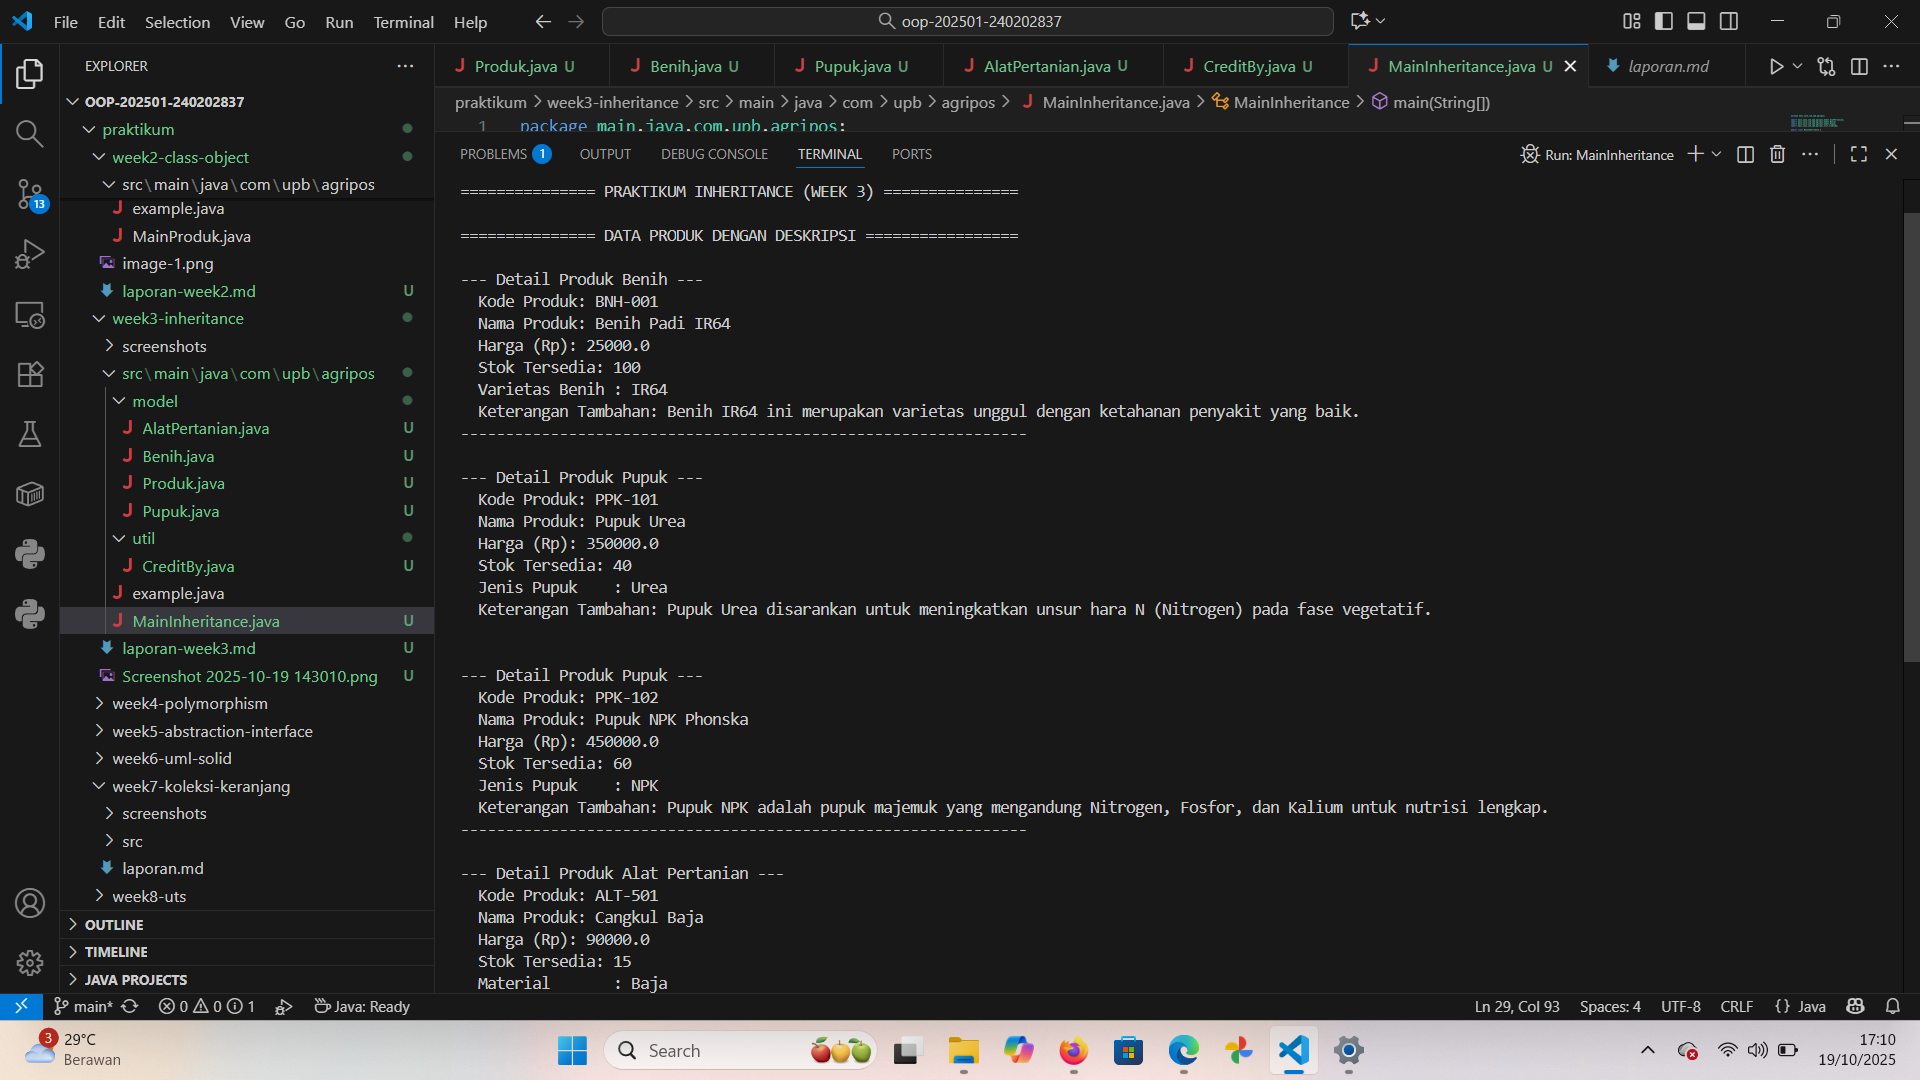 File Edit Selection View Go Run Terminal Help
oop-202501-240202837
EXPLORER
OOP-202501-240202837
praktikum
week2-class-object
src\main\java\com\upb\agripos
example.java
MainProduk.java
image-1.png
laporan-week2.md U
week3-inheritance
screenshots
src\main\java\com\upb\agripos
model
AlatPertanian.java U
Benih.java U
Produk.java U
Pupuk.java U
util
CreditBy.java U
example.java
MainInheritance.java U
laporan-week3.md U
Screenshot 2025-10-19 143010.png U
week4-polymorphism
week5-abstraction-interface
week6-uml-solid
week7-koleksi-keranjang
screenshots
src
laporan.md
week8-uts
OUTLINE
TIMELINE
JAVA PROJECTS
13
Produk.java U Benih.java U Pupuk.java U AlatPertanian.java U CreditBy.java U MainInheritance.java U laporan.md
praktikum > week3-inheritance > src > main > java > com > upb > agripos > MainInheritance.java > MainInheritance > main(String[])
1 package main.java.com.upb.agripos;
PROBLEMS 1 OUTPUT DEBUG CONSOLE TERMINAL PORTS
Run: MainInheritance
=============== PRAKTIKUM INHERITANCE (WEEK 3) ===============
=============== DATA PRODUK DENGAN DESKRIPSI =================
--- Detail Produk Benih ---
Kode Produk: BNH-001
Nama Produk: Benih Padi IR64
Harga (Rp): 25000.0
Stok Tersedia: 100
Varietas Benih : IR64
Keterangan Tambahan: Benih IR64 ini merupakan varietas unggul dengan ketahanan penyakit yang baik.
---------------------------------------------------------------
--- Detail Produk Pupuk ---
Kode Produk: PPK-101
Nama Produk: Pupuk Urea
Harga (Rp): 350000.0
Stok Tersedia: 40
Jenis Pupuk    : Urea
Keterangan Tambahan: Pupuk Urea disarankan untuk meningkatkan unsur hara N (Nitrogen) pada fase vegetatif.
--- Detail Produk Pupuk ---
Kode Produk: PPK-102
Nama Produk: Pupuk NPK Phonska
Harga (Rp): 450000.0
Stok Tersedia: 60
Jenis Pupuk    : NPK
Keterangan Tambahan: Pupuk NPK adalah pupuk majemuk yang mengandung Nitrogen, Fosfor, dan Kalium untuk nutrisi lengkap.
---------------------------------------------------------------
--- Detail Produk Alat Pertanian ---
Kode Produk: ALT-501
Nama Produk: Cangkul Baja
Harga (Rp): 90000.0
Stok Tersedia: 15
Material       : Baja
main* 0 0 1 Java: Ready
Ln 29, Col 93 Spaces: 4 UTF-8 CRLF {} Java
3
29°C
Berawan
Search
17:10
19/10/2025